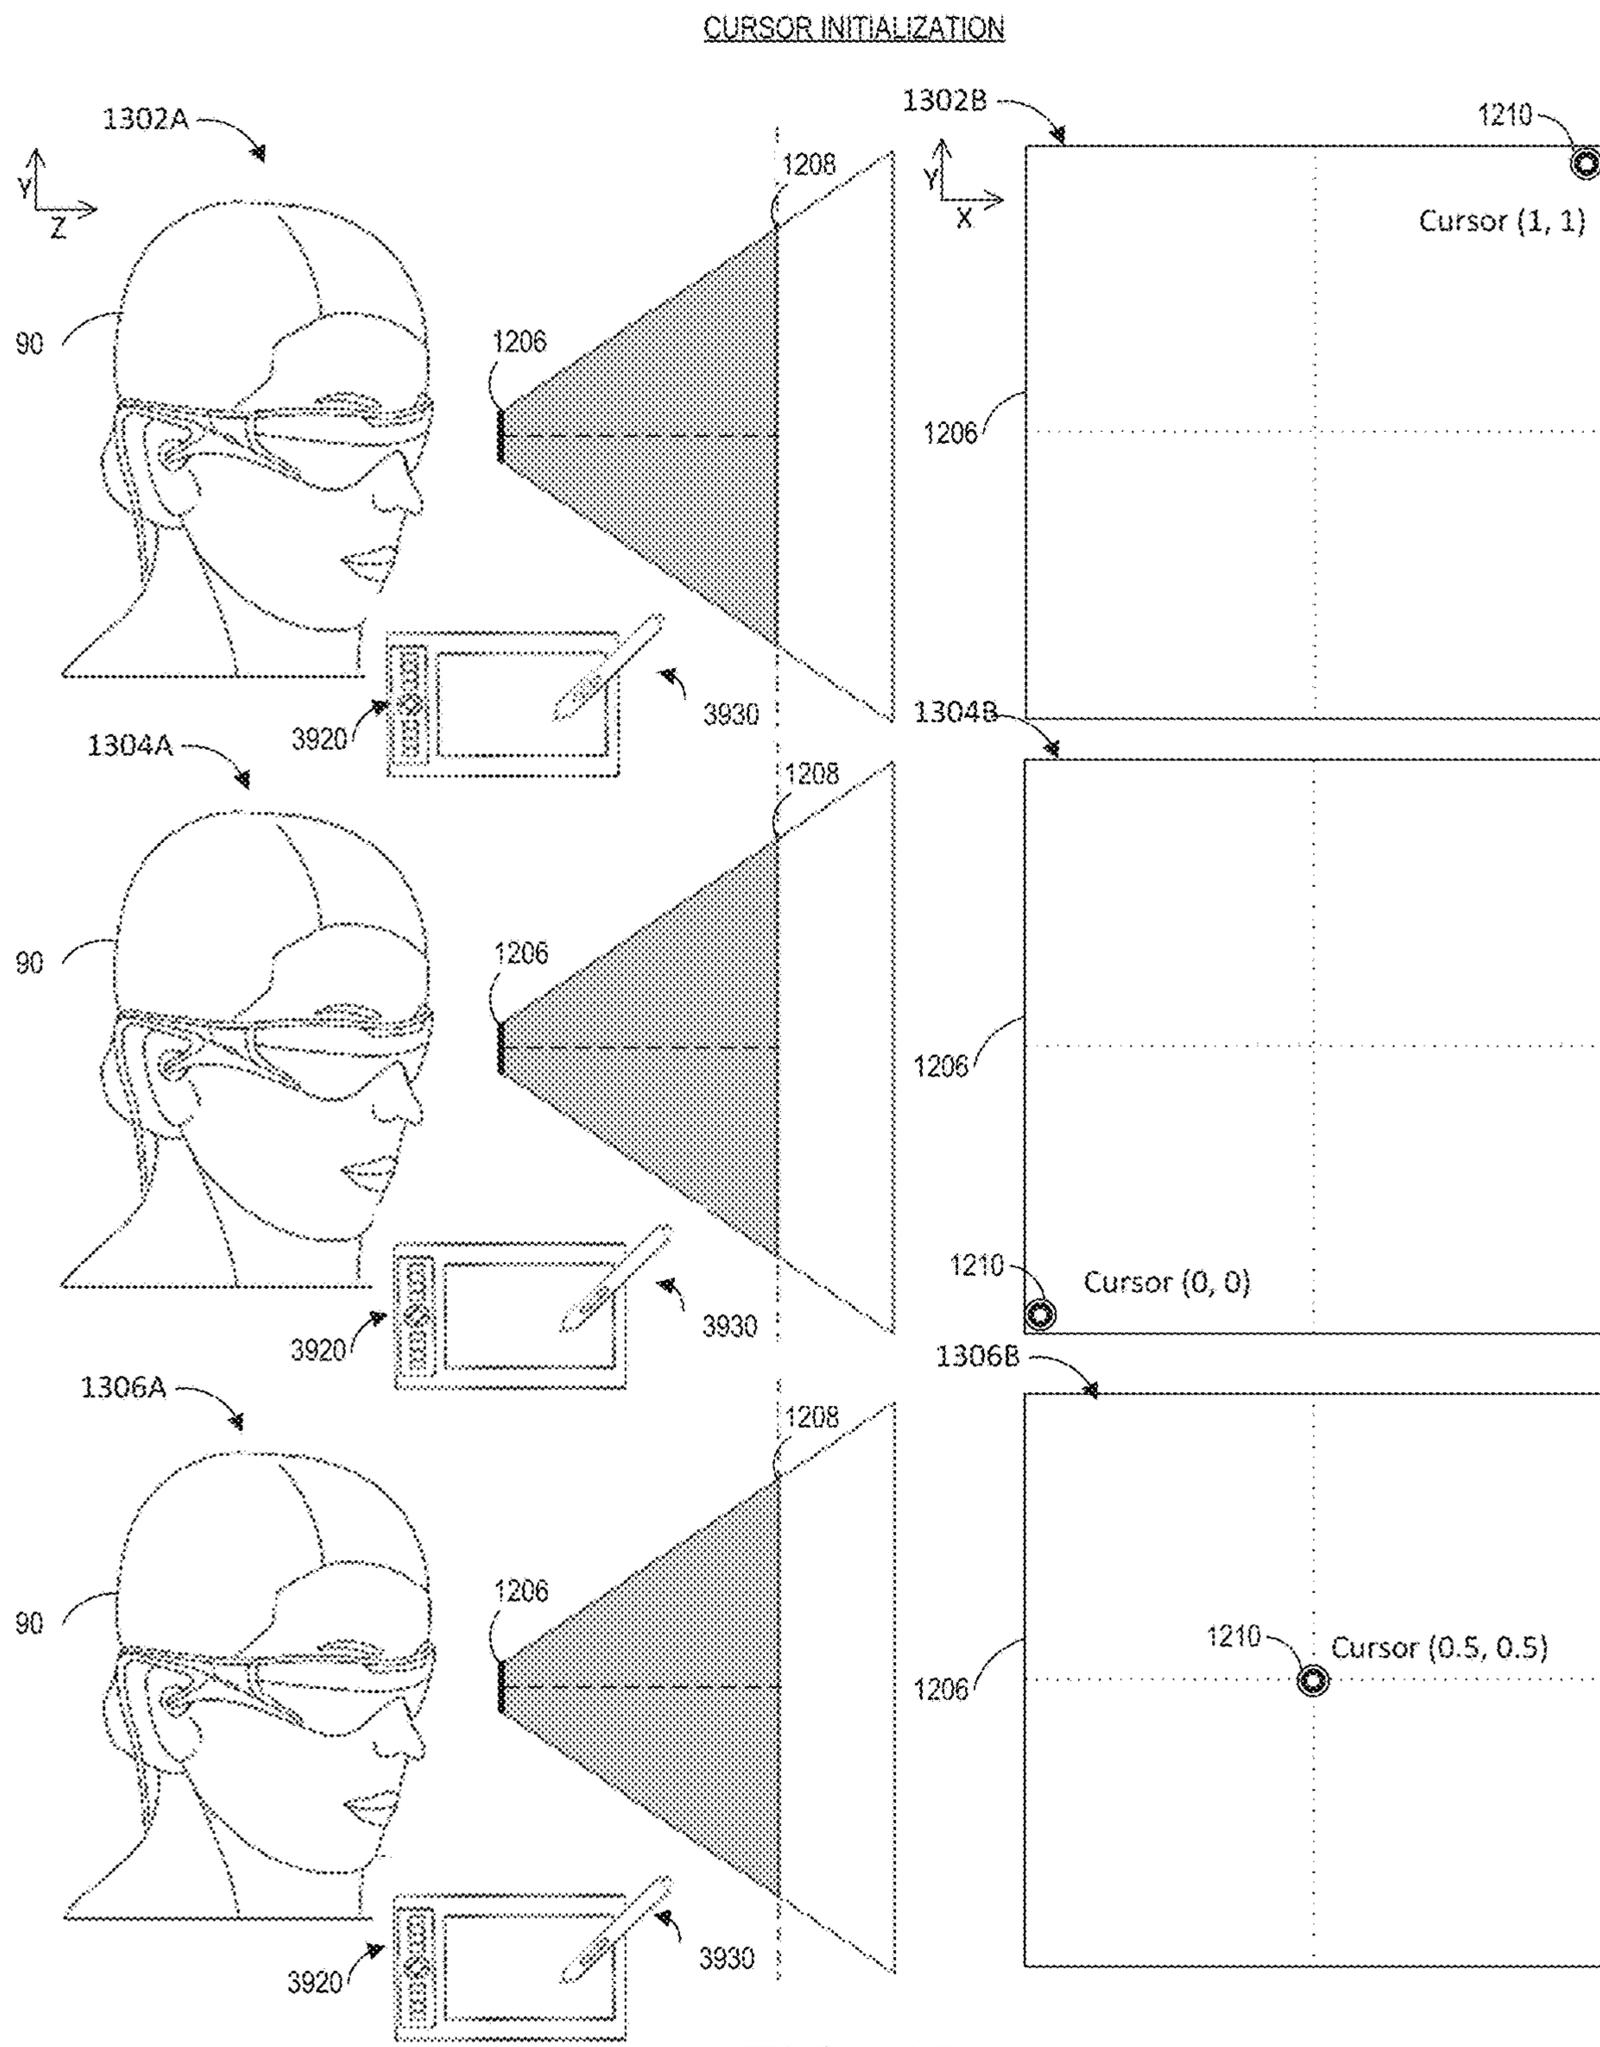 CURSOR INITIALIZATION
1302A
1302B
1210
Y
Z
1208
Y
X
Cursor (1, 1)
90
1206
1206
3920
3930
1304A
1304B
1208
90
1206
1206
1210
Cursor (0, 0)
3920
3930
1306A
1306B
1208
90
1206
1210
Cursor (0.5, 0.5)
1206
3920
3930